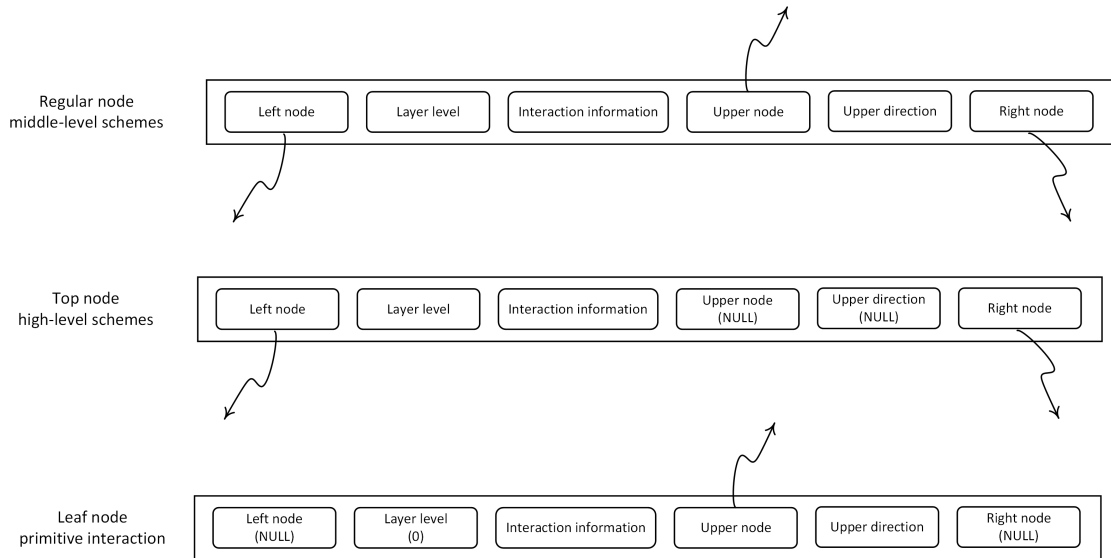 Regular node
middle-level schemes
Left node
Layer level
Interaction information
Upper node
Upper direction
Right node
Top node
high-level schemes
Left node
Layer level
Interaction information
Upper node
(NULL)
Upper direction
(NULL)
Right node
Leaf node
primitive interaction
Left node
(NULL)
Layer level
(0)
Interaction information
Upper node
Upper direction
Right node
(NULL)